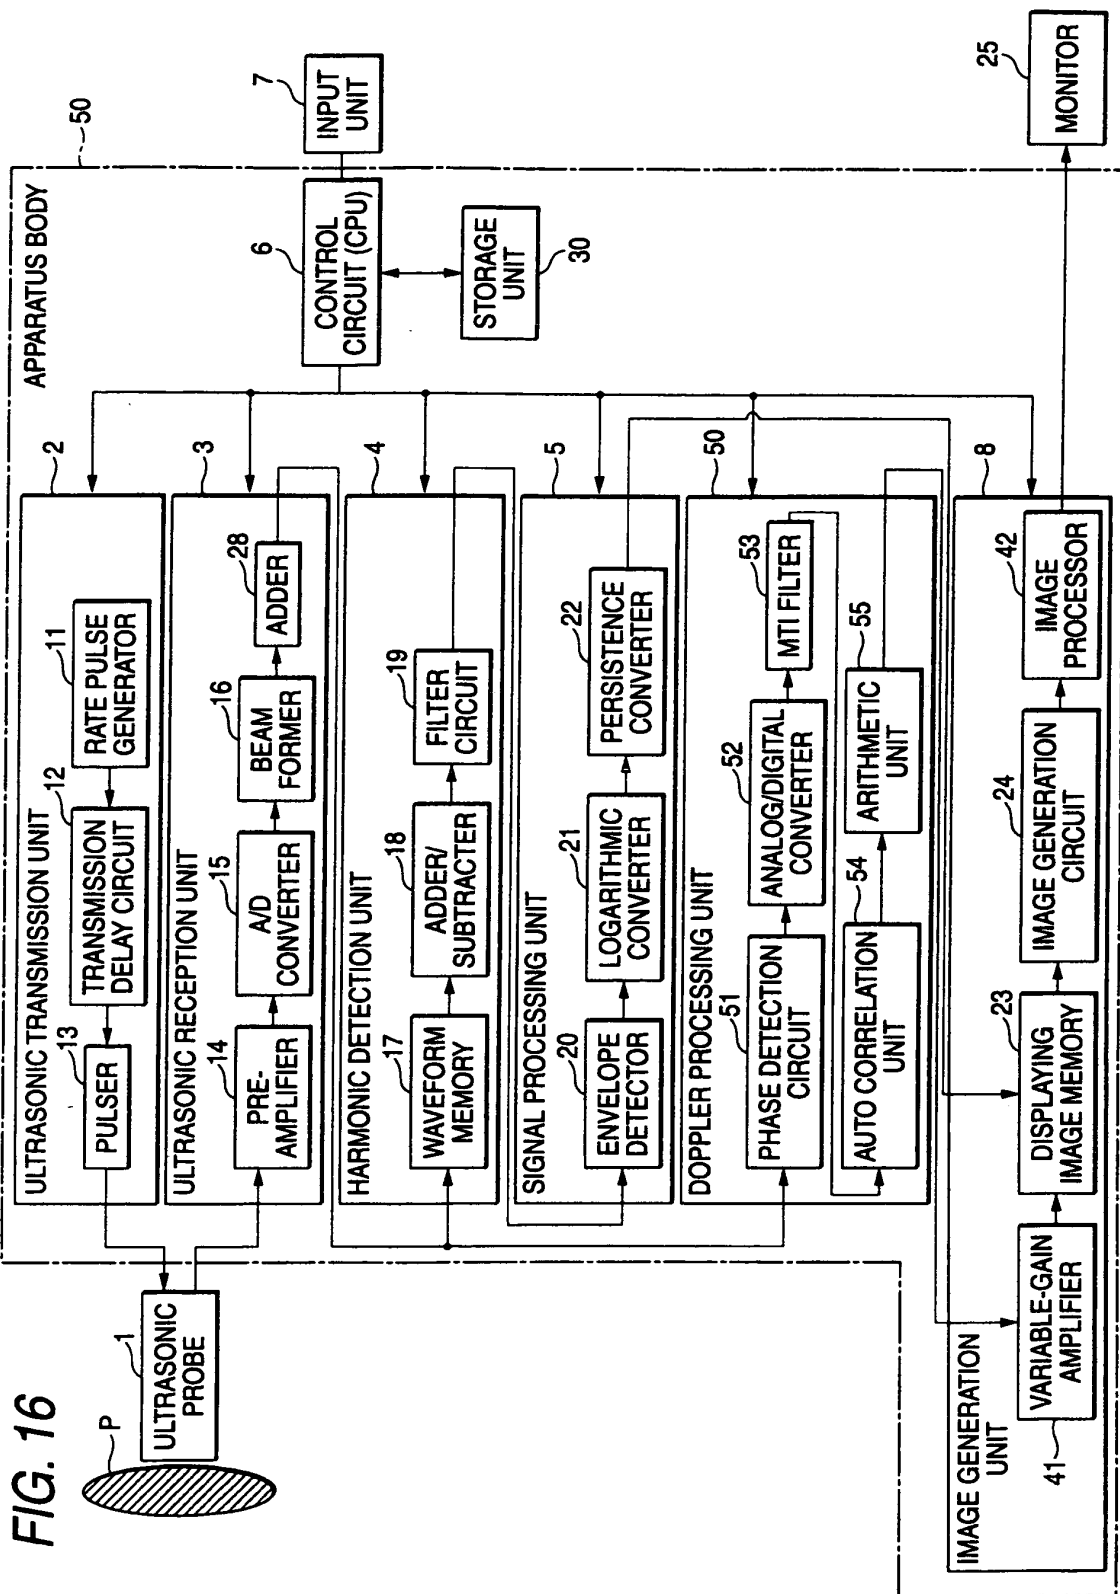 FIG. 16
P
1
ULTRASONIC
PROBE
APPARATUS BODY
50
7
INPUT
UNIT
6
CONTROL
CIRCUIT (CPU)
STORAGE
UNIT
30
25
MONITOR
2
ULTRASONIC TRANSMISSION UNIT
13
PULSER
12
TRANSMISSION
DELAY CIRCUIT
11
RATE PULSE
GENERATOR
3
ULTRASONIC RECEPTION UNIT
14
PRE-
AMPLIFIER
15
A/D
CONVERTER
16
BEAM
FORMER
28
ADDER
4
HARMONIC DETECTION UNIT
17
WAVEFORM
MEMORY
18
ADDER/
SUBTRACTER
19
FILTER
CIRCUIT
5
SIGNAL PROCESSING UNIT
20
ENVELOPE
DETECTOR
21
LOGARITHMIC
CONVERTER
22
PERSISTENCE
CONVERTER
50
DOPPLER PROCESSING UNIT
51
PHASE DETECTION
CIRCUIT
52
ANALOG/DIGITAL
CONVERTER
53
MTI FILTER
54
AUTO CORRELATION
UNIT
55
ARITHMETIC
UNIT
8
IMAGE GENERATION
UNIT
41
VARIABLE-GAIN
AMPLIFIER
23
DISPLAYING
IMAGE MEMORY
24
IMAGE GENERATION
CIRCUIT
42
IMAGE
PROCESSOR